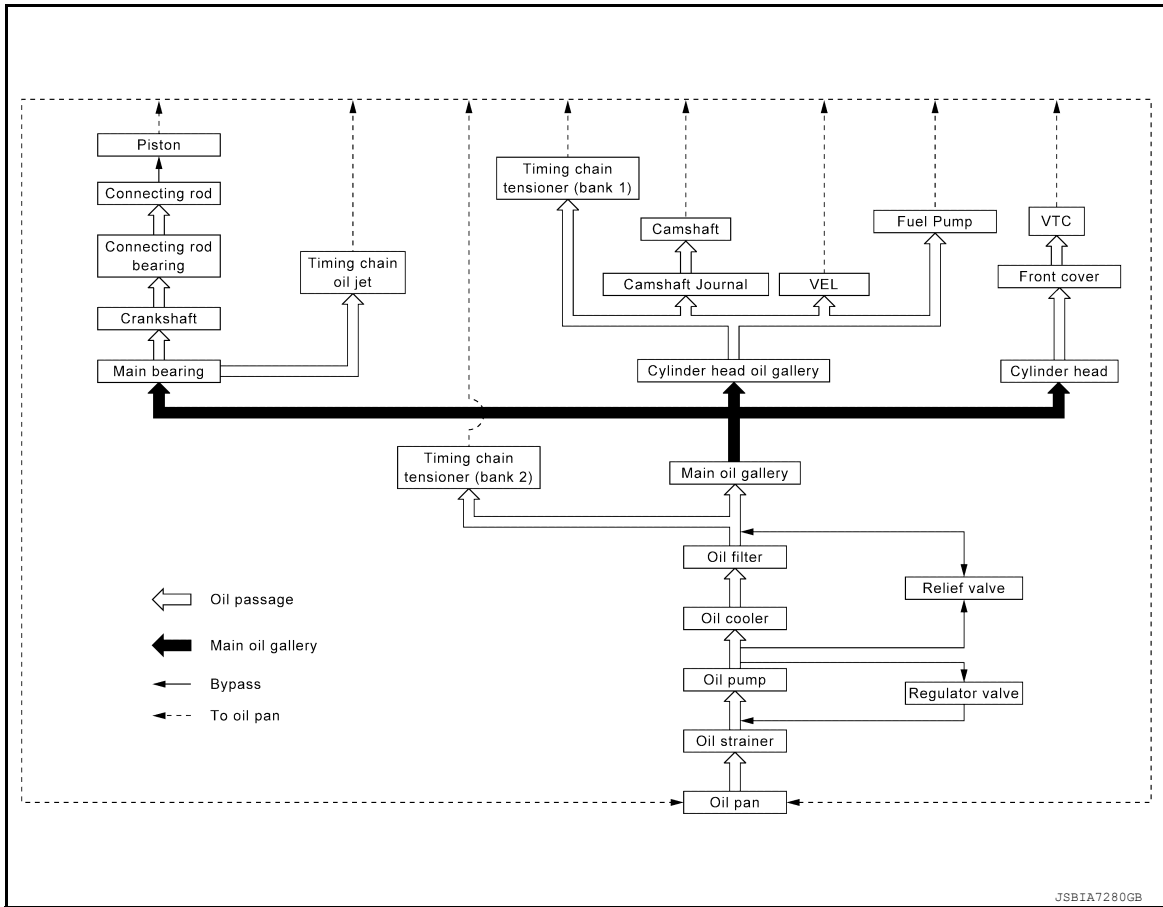 Piston
Timing chain
tensioner (bank 1)
Connecting rod
Camshaft
Fuel Pump
VTC
Connecting rod
bearing
Timing chain
oil jet
Camshaft Journal
VEL
Front cover
Crankshaft
Main bearing
Cylinder head oil gallery
Cylinder head
Timing chain
tensioner (bank 2)
Main oil gallery
Oil filter
Relief valve
Oil passage
Oil cooler
Main oil gallery
Bypass
Oil pump
Regulator valve
To oil pan
Oil strainer
Oil pan
JSBIA7280GB